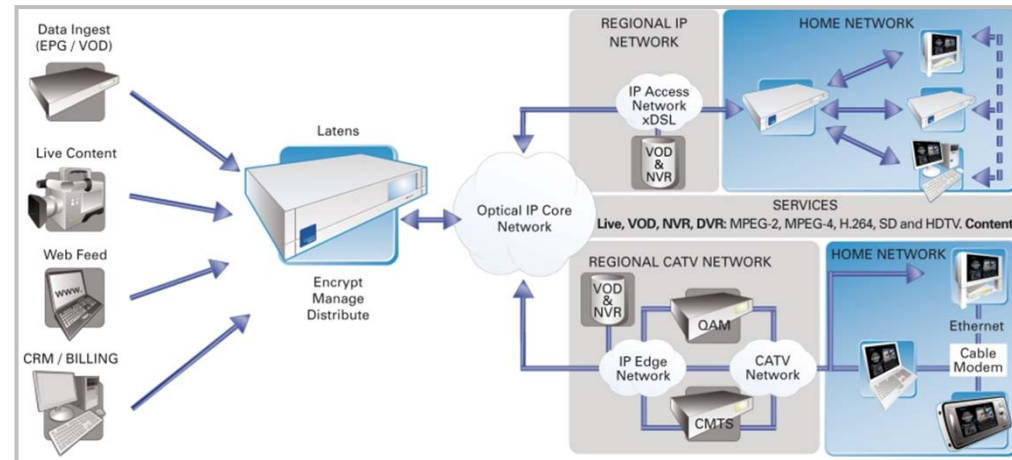 Data Ingest
(EPG / VOD)
Live Content
Web Feed
www.
CRM / BILLING
Latens
Encrypt
Manage
Distribute
Optical IP Core
Network
REGIONAL IP
NETWORK
IP Access
Network
xDSL
VOD
&
NVR
HOME NETWORK
SERVICES
Live, VOD, NVR, DVR: MPEG-2, MPEG-4, H.264, SD and HDTV. Content
REGIONAL CATV NETWORK
VOD
&
NVR
QAM
IP Edge
Network
CATV
Network
CMTS
HOME NETWORK
Ethernet
Cable
Modem